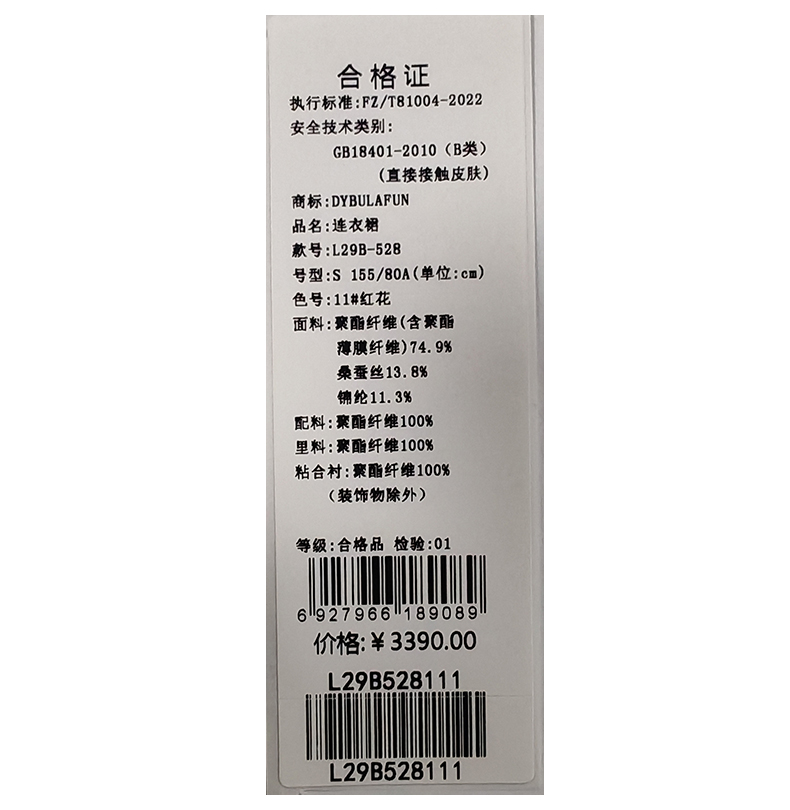 合格证
执行标准:FZ/T81004-2022
安全技术类别:
GB18401-2010（B类）
(直接接触皮肤)
商标:DYBULAFUN
品名:连衣裙
款号:L29B-528
号型:S 155/80A(单位:cm)
色号:11#红花
面料:聚酯纤维(含聚酯
薄膜纤维)74.9%
桑蚕丝13.8%
锦纶11.3%
配料:聚酯纤维100%
里料:聚酯纤维100%
粘合衬:聚酯纤维100%
（装饰物除外）
等级:合格品 检验:01
6 927966 189089
价格:￥3390.00
L29B528111
L29B528111